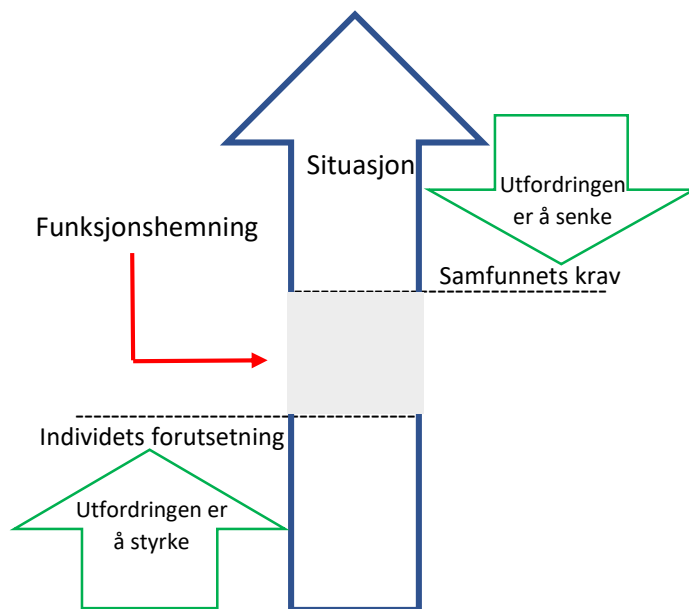 Situasjon
Utfordringen
er å senke
Funksjonshemning
Samfunnets krav
Individets forutsetning
Utfordringen er
å styrke